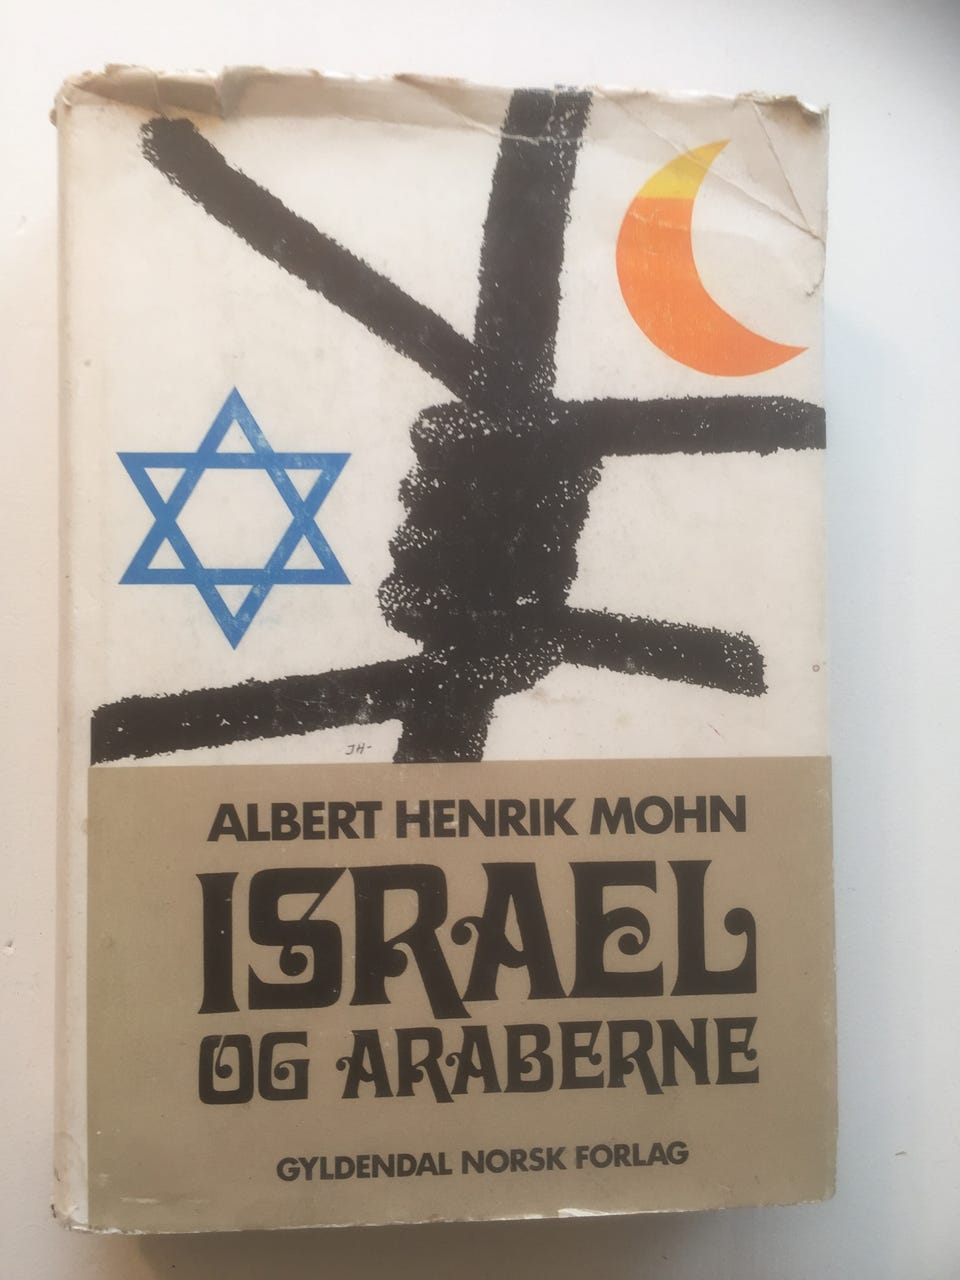 JH-
ALBERT HENRIK MOHN
ISRAEL
OG ARABERNE
GYLDENDAL NORSK FORLAG